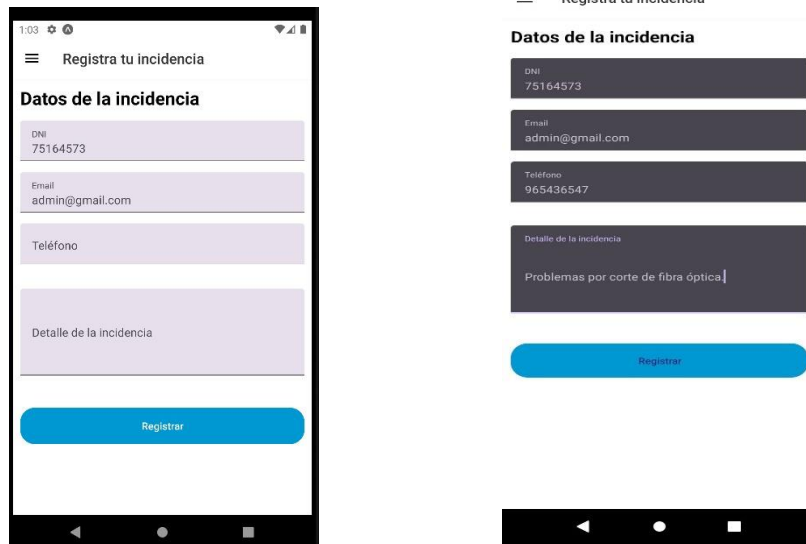 1:03
Registra tu incidencia
Datos de la incidencia
DNI
75164573
Email
admin@gmail.com
Teléfono
Detalle de la incidencia
Registrar
Registra tu incidencia
Datos de la incidencia
DNI
75164573
Email
admin@gmail.com
Teléfono
965436547
Detalle de la incidencia
Problemas por corte de fibra óptica.
Registrar